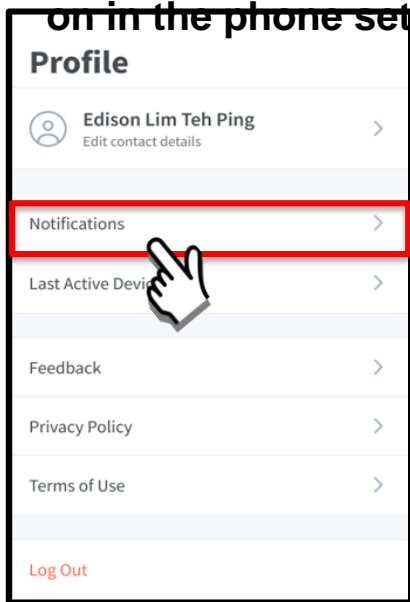 on in the phone set
Profile
Edison Lim Teh Ping
Edit contact details
Notifications
Last Active Devi
Feedback
Privacy Policy
Terms of Use
Log Out